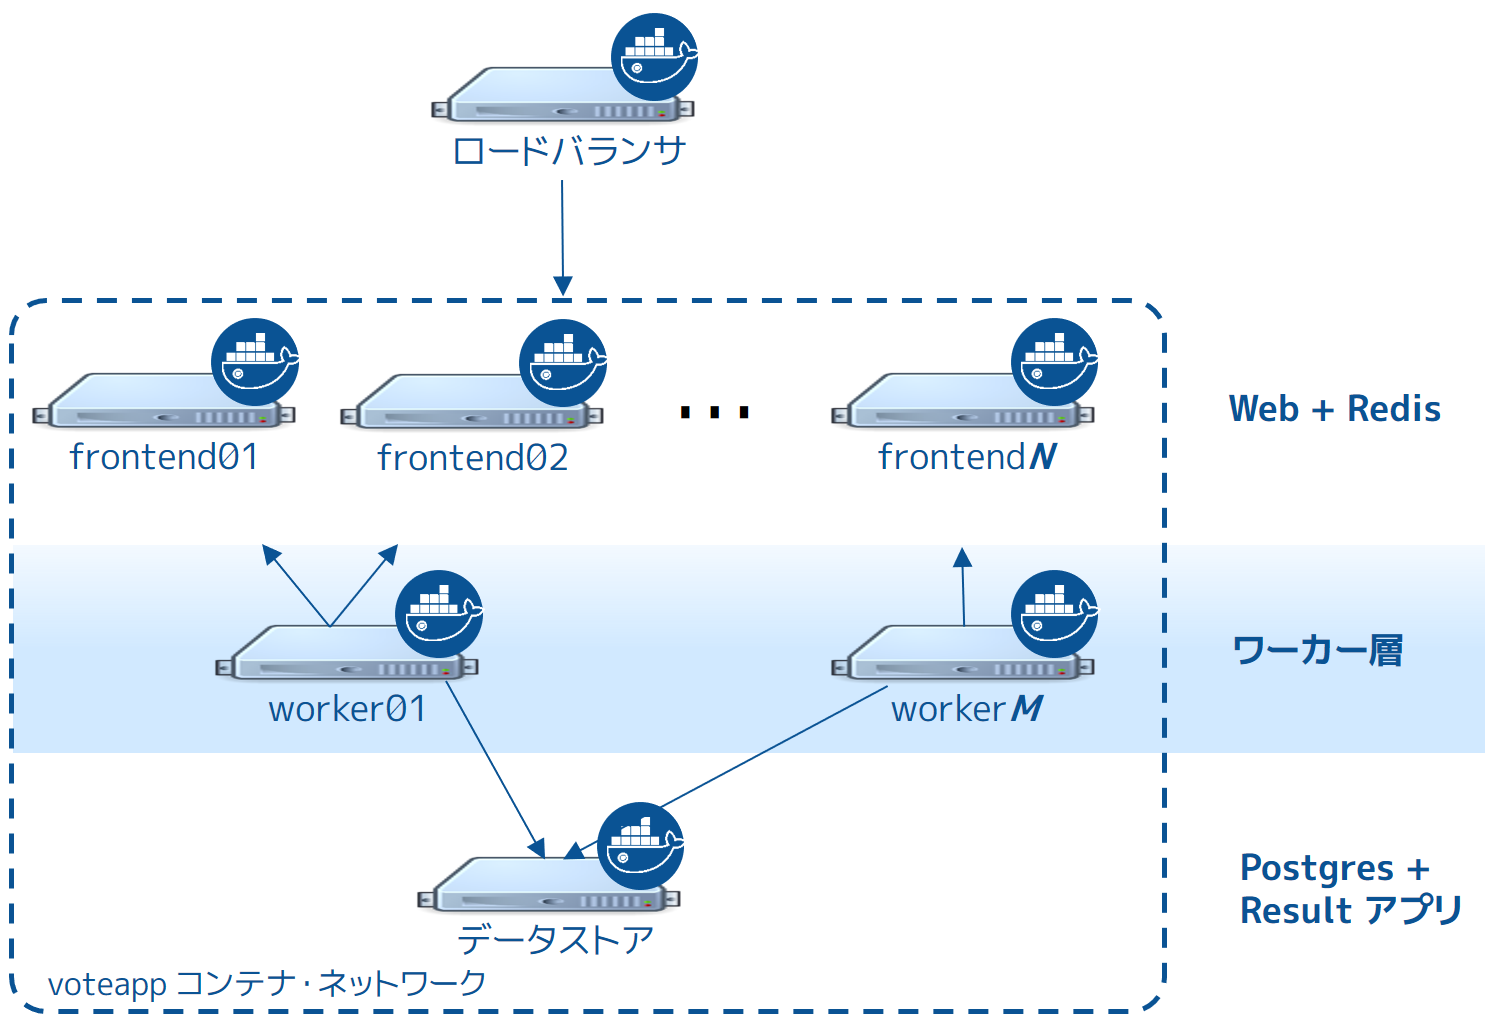 ロードバランサ
frontend01
frontend02
...
frontendN
Web + Redis
worker01
workerM
ワーカー層
データストア
Postgres +
Result アプリ
voteapp コンテナ・ネットワーク